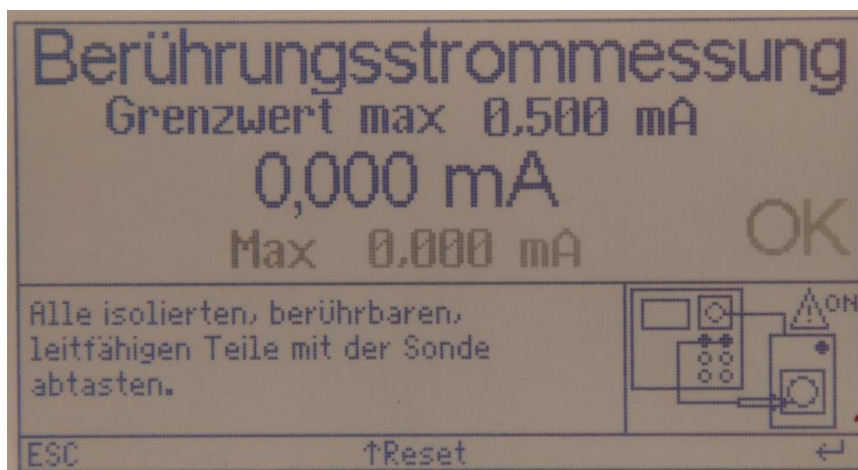 Berührungsstrommessung
Grenzwert max 0,500 mA
0,000 mA
OK
Max 0,000 mA
Alle isolierten, berührbaren,
leitfähigen Teile mit der Sonde
abtasten.
ON
ESC ↑Reset ↵